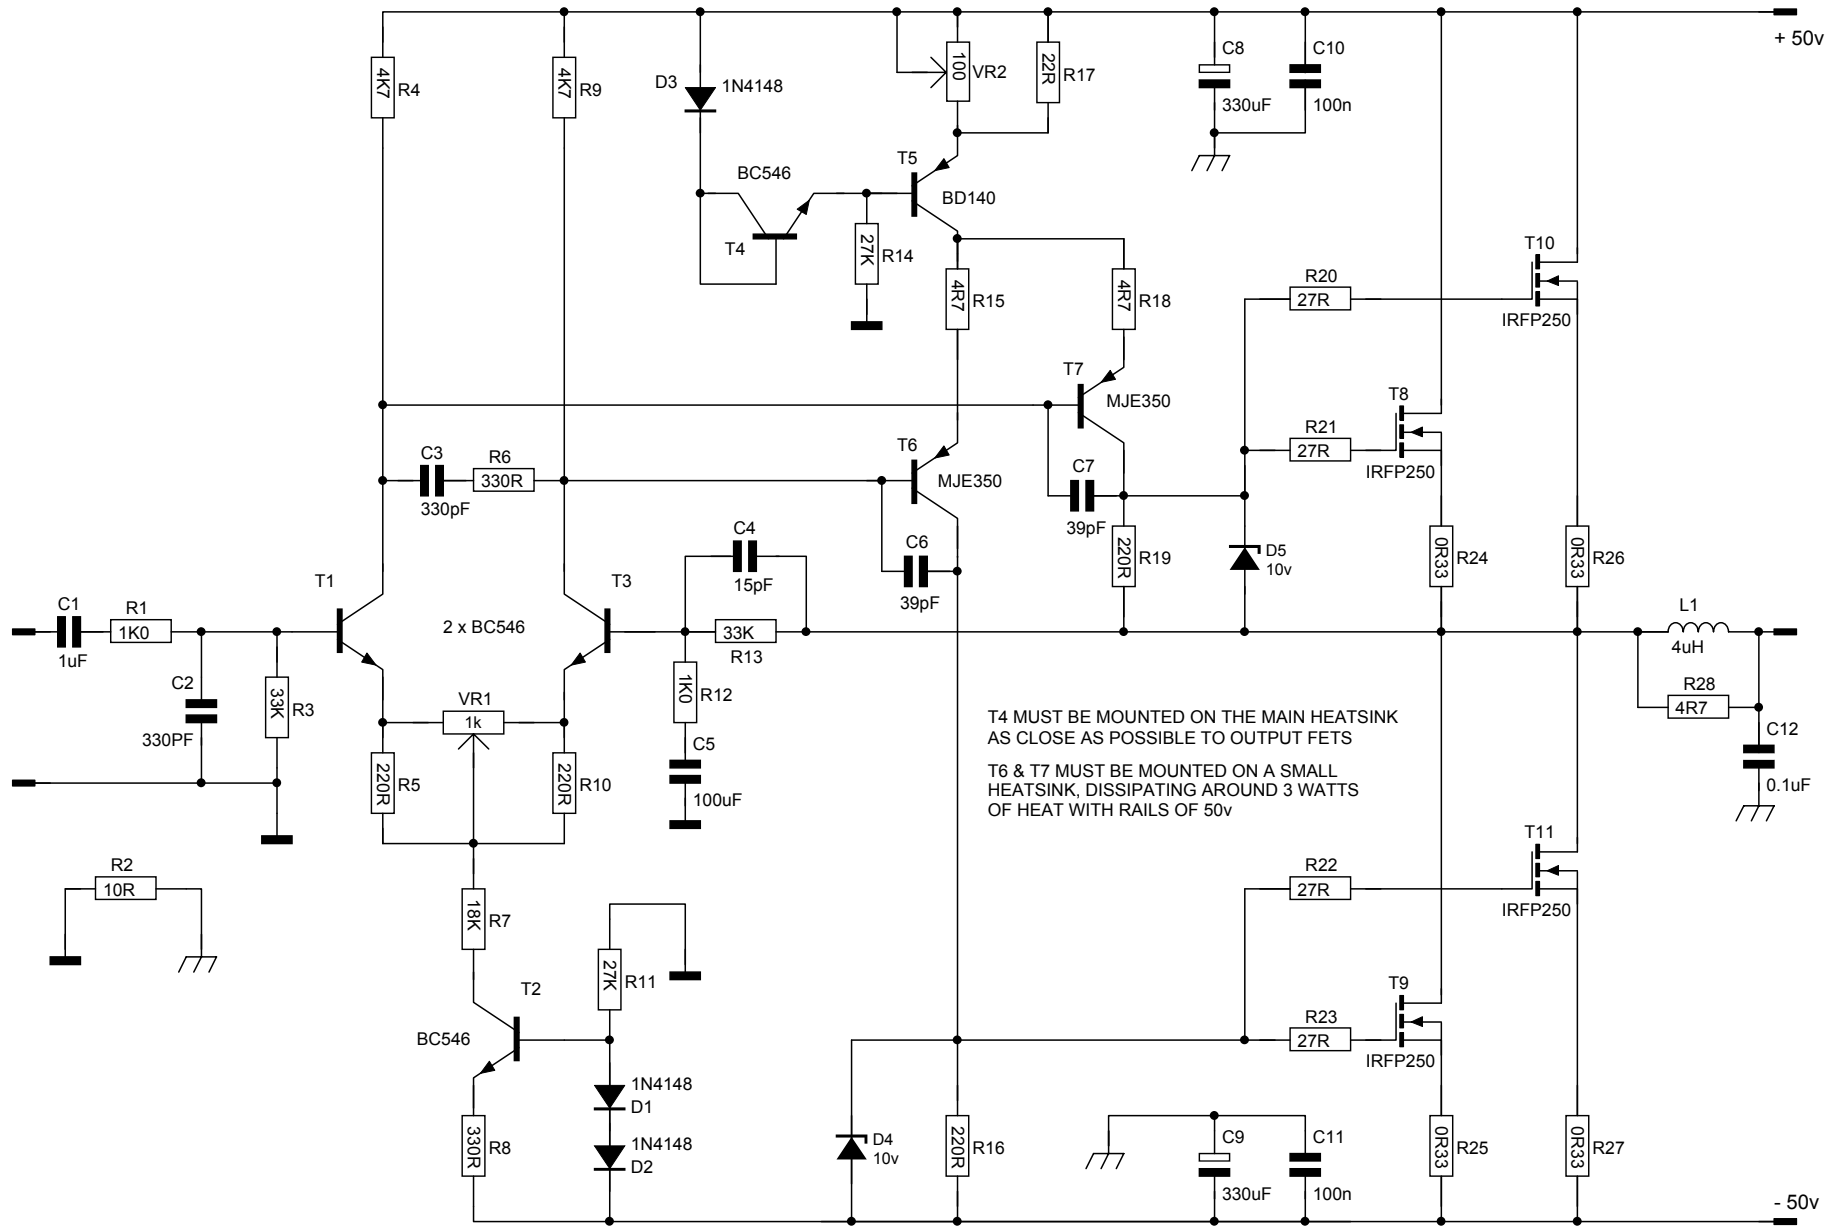 + 50v
C8
330uF
C10
100n
4K7
R4
4K7
R9
D3
1N4148
100
VR2
22R
R17
T5
BD140
BC546
T4
27K
R14
4R7
R15
4R7
R18
T10
IRFP250
R20
27R
T7
MJE350
T8
IRFP250
R21
27R
T6
MJE350
C3
330pF
R6
330R
C7
39pF
C4
15pF
C6
39pF
220R
R19
D5
10v
0R33
R24
0R33
R26
T1
T3
2 x BC546
C1
1uF
R1
1K0
33K
R13
L1
4uH
C2
330PF
33K
R3
VR1
1k
1K0
R12
R28
4R7
C5
100uF
220R
R5
220R
R10
C12
0.1uF
T4 MUST BE MOUNTED ON THE MAIN HEATSINK
AS CLOSE AS POSSIBLE TO OUTPUT FETS
T6 & T7 MUST BE MOUNTED ON A SMALL
HEATSINK, DISSIPATING AROUND 3 WATTS
OF HEAT WITH RAILS OF 50v
R2
10R
18K
R7
27K
R11
T11
IRFP250
R22
27R
T2
BC546
T9
IRFP250
R23
27R
1N4148
D1
1N4148
D2
330R
R8
D4
10v
220R
R16
C9
330uF
C11
100n
0R33
R25
0R33
R27
- 50v